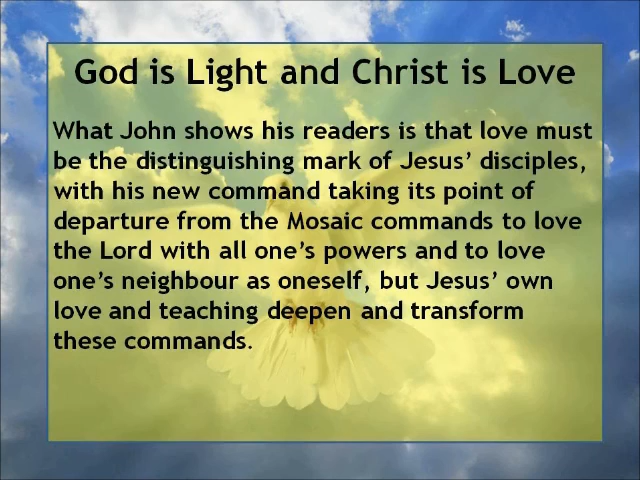 God is Light and Christ is Love
What John shows his readers is that love must
be the distinguishing mark of Jesus’ disciples,
with his new command taking its point of
departure from the Mosaic commands to love
the Lord with all one’s powers and to love
one’s neighbour as oneself, but Jesus’ own
love and teaching deepen and transform
these commands.